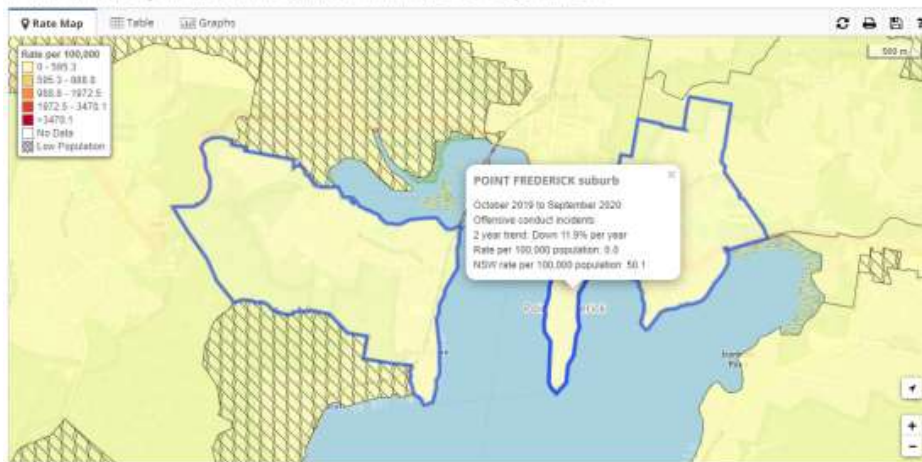 Rate Map
Table
Graphs
500 m
Rate per 100,000
0 - 595.3
595.3 - 988.8
988.8 - 1972.5
1972.5 - 3470.1
>3470.1
No Data
Low Population
POINT FREDERICK suburb
October 2019 to September 2020
Offensive conduct incidents
2 year trend: Down 11.9% per year
Rate per 100,000 population: 0.0
NSW rate per 100,000 population: 50.1
+
−